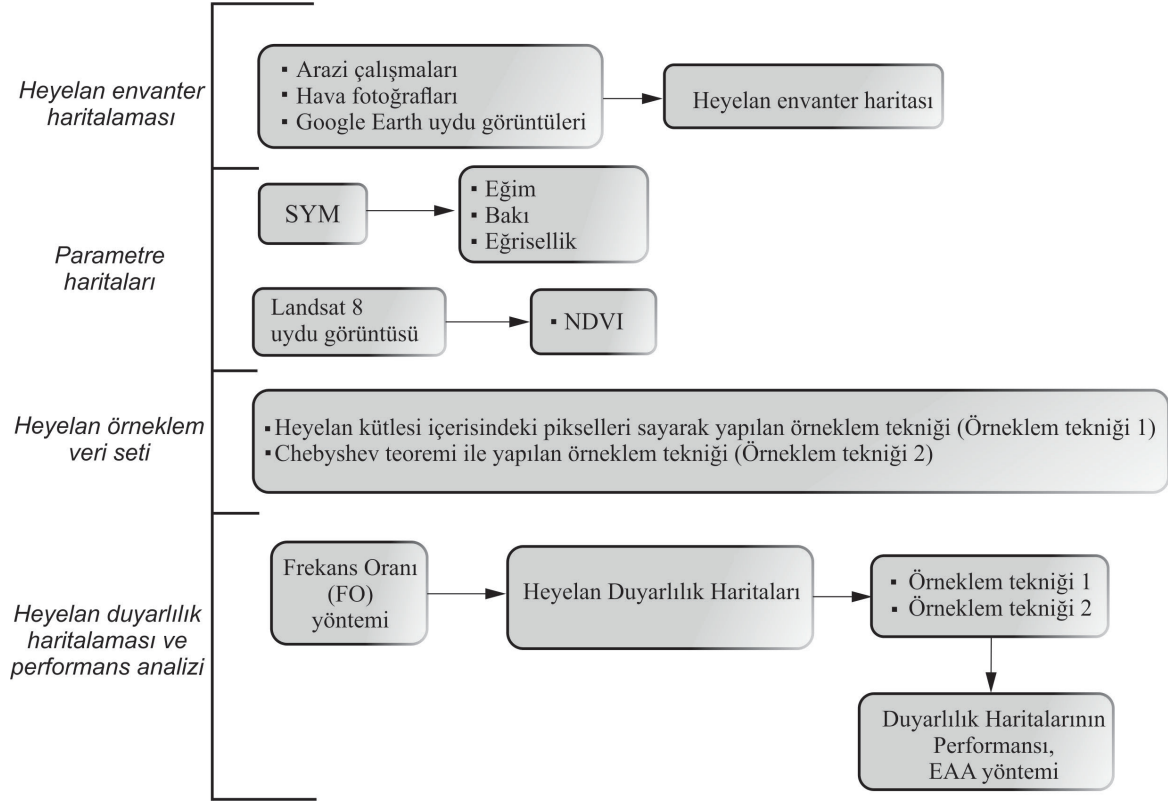 Heyelan envanter
haritalaması
▪ Arazi çalışmaları
▪ Hava fotoğrafları
▪ Google Earth uydu görüntüleri
Heyelan envanter haritası
Parametre
haritaları
SYM
▪ Eğim
▪ Bakı
▪ Eğrisellik
Landsat 8
uydu görüntüsü
▪ NDVI
Heyelan örneklem
veri seti
▪ Heyelan kütlesi içerisindeki pikselleri sayarak yapılan örneklem tekniği (Örneklem tekniği 1)
▪ Chebyshev teoremi ile yapılan örneklem tekniği (Örneklem tekniği 2)
Heyelan duyarlılık
haritalaması ve
performans analizi
Frekans Oranı
(FO)
yöntemi
Heyelan Duyarlılık Haritaları
▪ Örneklem tekniği 1
▪ Örneklem tekniği 2
Duyarlılık Haritalarının
Performansı,
EAA yöntemi